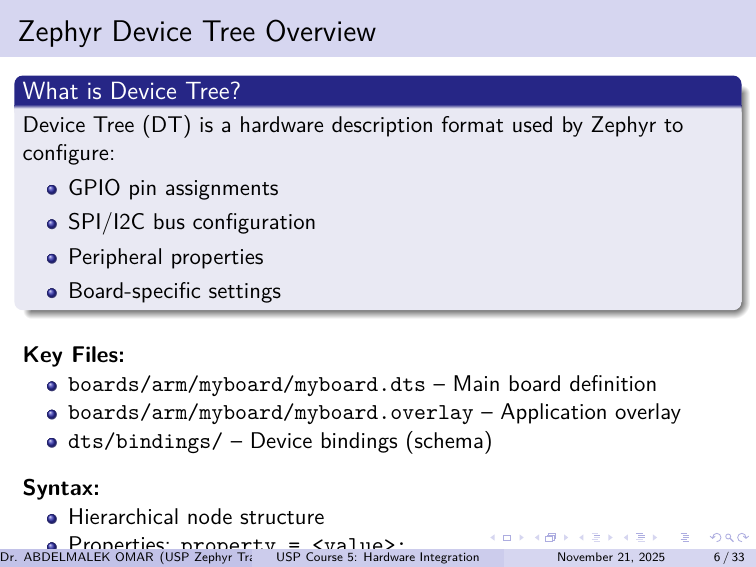 Zephyr Device Tree Overview
What is Device Tree?
Device Tree (DT) is a hardware description format used by Zephyr to
configure:
GPIO pin assignments
SPI/I2C bus configuration
Peripheral properties
Board-specific settings
Key Files:
boards/arm/myboard/myboard.dts – Main board definition
boards/arm/myboard/myboard.overlay – Application overlay
dts/bindings/ – Device bindings (schema)
Syntax:
Hierarchical node structure
Properties: property = <value>;
Dr. ABDELMALEK OMAR (USP Zephyr Tra USP Course 5: Hardware Integration November 21, 2025 6 / 33